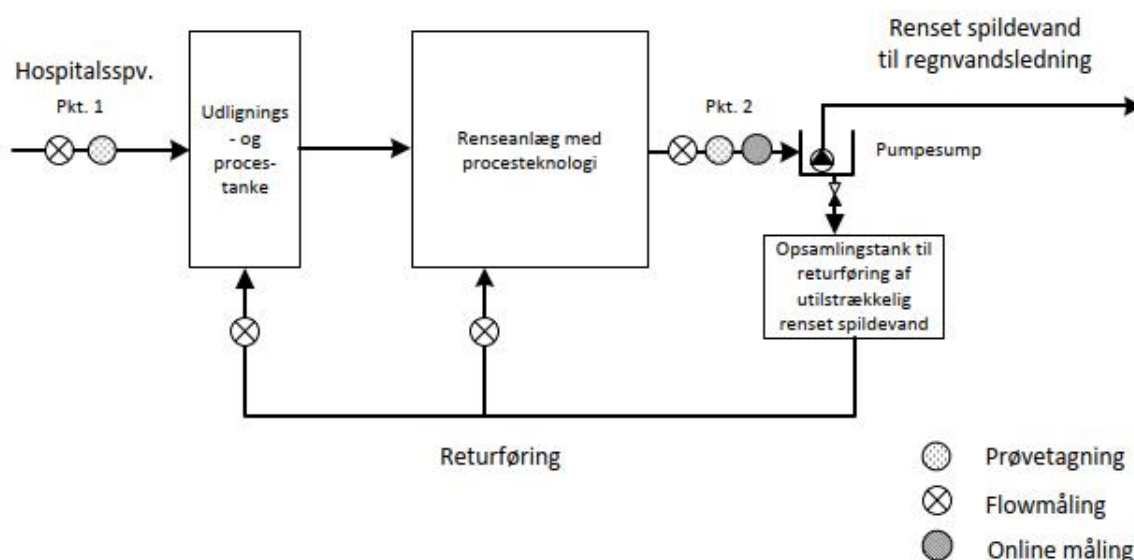 Renset spildevand
til regnvandsledning
Hospitalsspv.
Pkt. 1
Udlignings
- og
proces-
tanke
Renseanlæg med
procesteknologi
Pkt. 2
Pumpesump
Opsamlingstank til
returføring af
utilstrækkelig
renset spildevand
Returføring
Prøvetagning
Flowmåling
Online måling